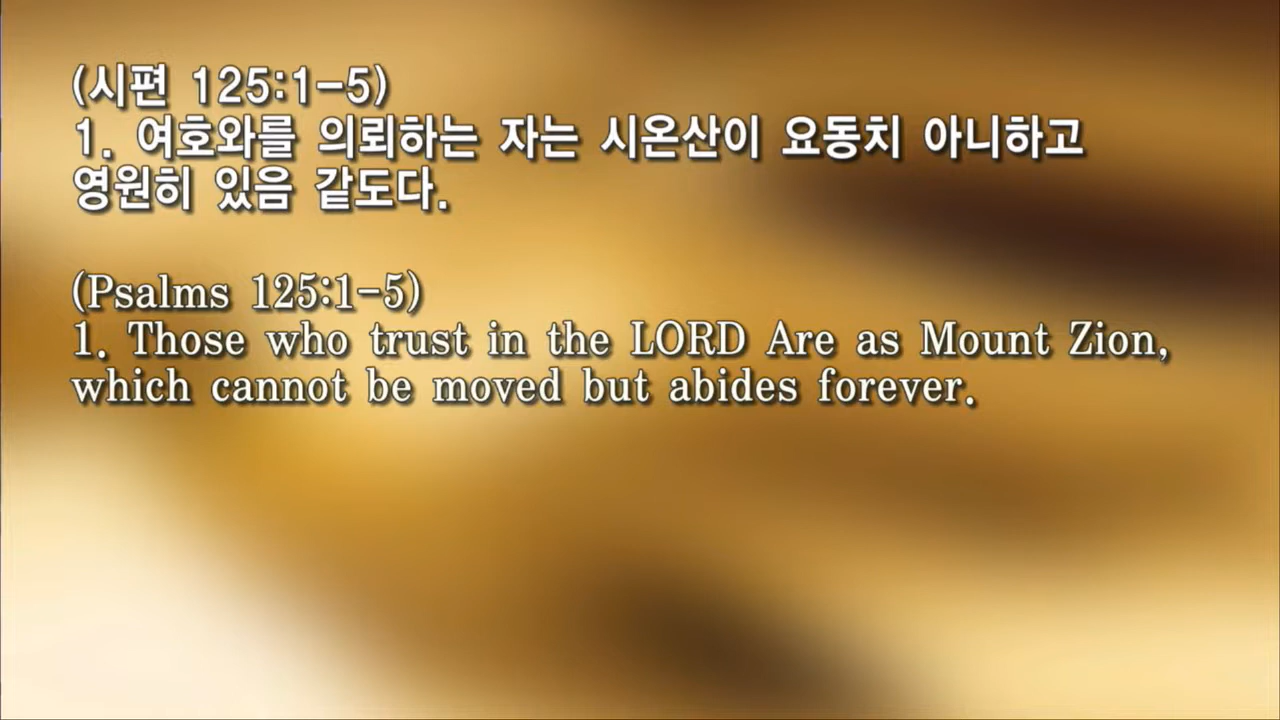 (시편 125:1-5)
1. 여호와를 의뢰하는 자는 시온산이 요동치 아니하고
영원히 있음 같도다.
(Psalms 125:1-5)
1. Those who trust in the LORD Are as Mount Zion,
which cannot be moved but abides forever.